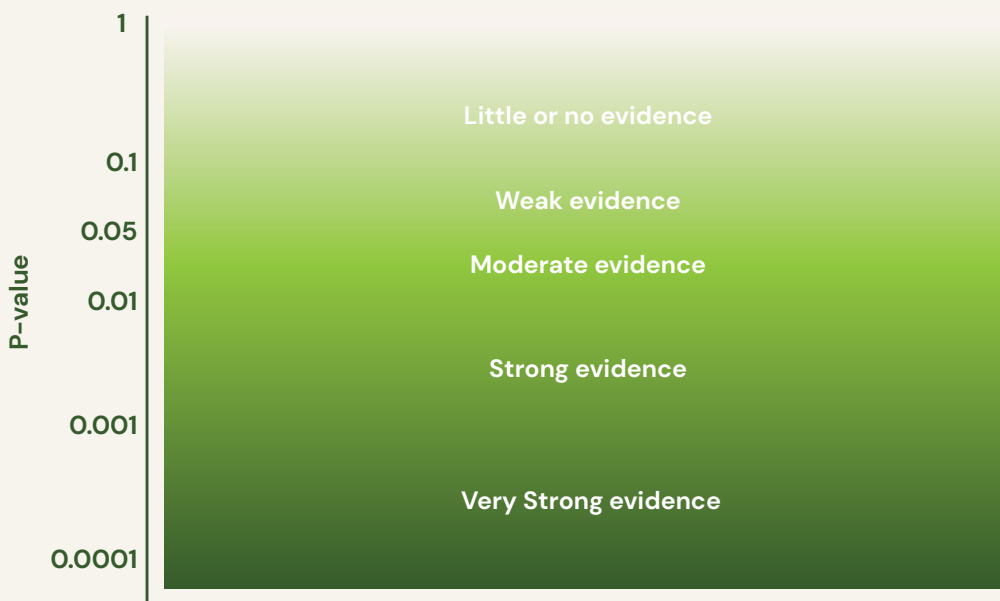 1
Little or no evidence
0.1
Weak evidence
0.05
Moderate evidence
P-value
0.01
Strong evidence
0.001
Very Strong evidence
0.0001